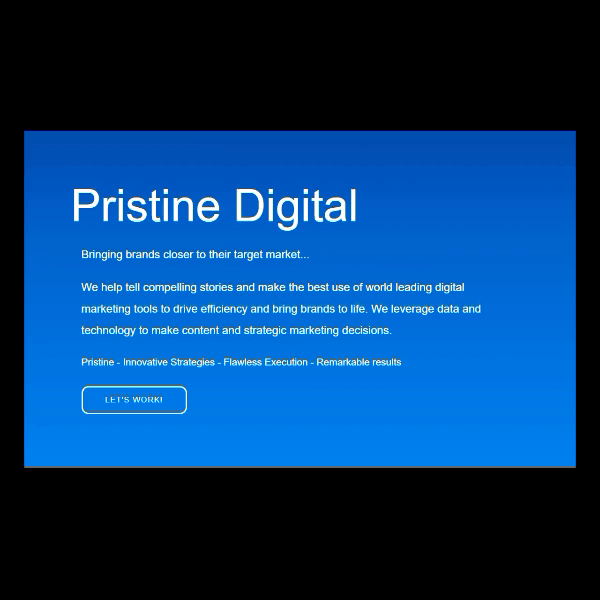 Pristine Digital
Bringing brands closer to their target market...
We help tell compelling stories and make the best use of world leading digital
marketing tools to drive efficiency and bring brands to life. We leverage data and
technology to make content and strategic marketing decisions.
Pristine - Innovative Strategies - Flawless Execution - Remarkable results
LET'S WORK!